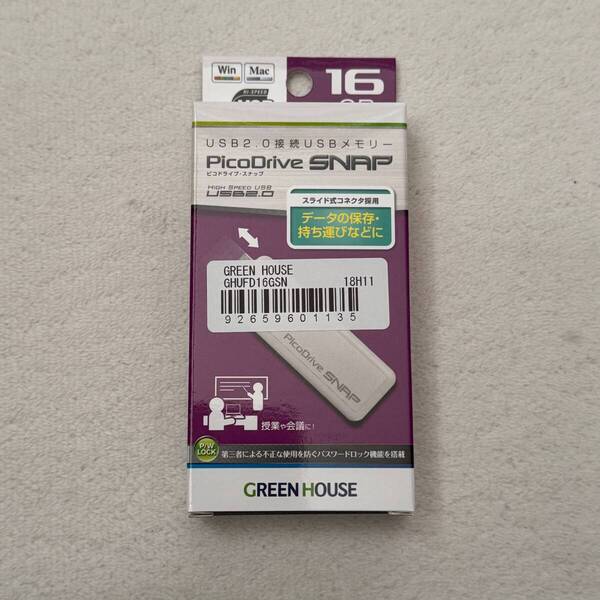 Win Mac 16
HI-SPEED
USB2.0接続USBメモリー
PicoDrive SNAP
ピコドライブ・スナップ
HIGH SPEED USB
USB2.0
スライド式コネクタ採用
データの保存・
持ち運びなどに
GREEN HOUSE
GHUFD16GSN 18H11
92659601135
PicoDrive SNAP
授業や会議に!
P/W
LOCK
第三者による不正な使用を防ぐパスワードロック機能を搭載
GREEN HOUSE